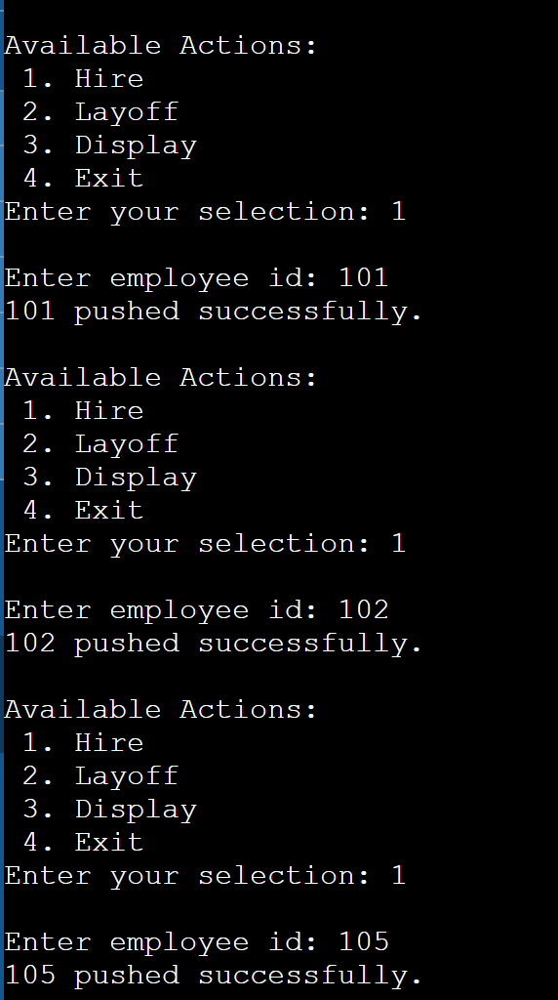 Available Actions:
1. Hire
2. Layoff
3. Display
4. Exit
Enter your selection: 1
Enter employee id: 101
101 pushed successfully.
Available Actions:
1. Hire
2. Layoff
3. Display
4. Exit
Enter your selection: 1
Enter employee id: 102
102 pushed successfully.
Available Actions:
1. Hire
2. Layoff
3. Display
4. Exit
Enter your selection: 1
Enter employee id: 105
105 pushed successfully.